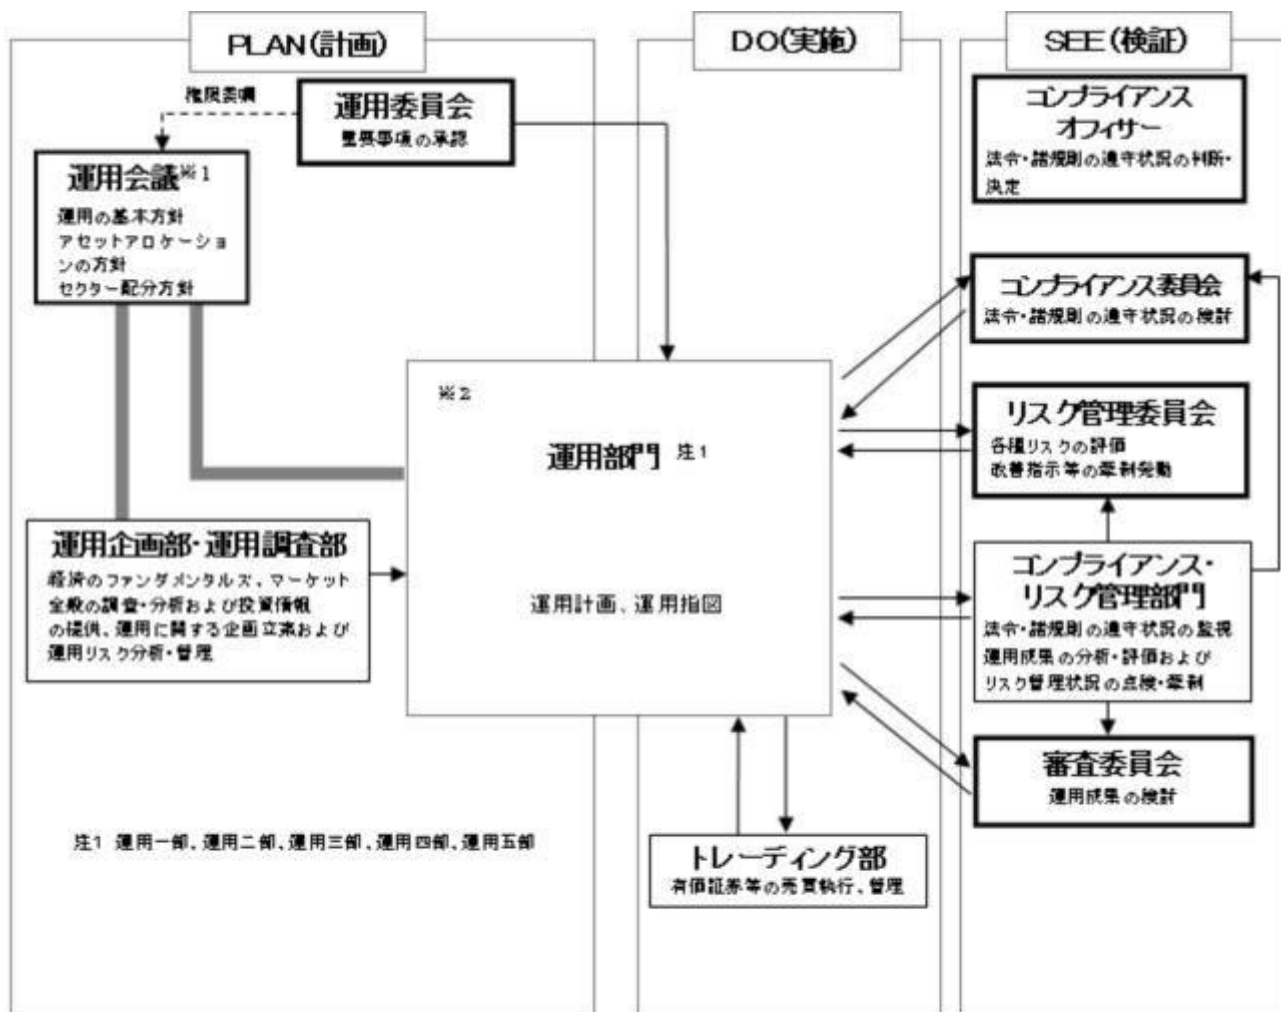 PLAN(計画)
権限委嘱
運用委員会
重要事項の承認
運用会議※1
運用の基本方針
アセットアロケーショ
ンの方針
セクター配分方針
運用企画部・運用調査部
経済のファンダメンタルズ、マーケット
全般の調査・分析および投資情報
の提供、運用に関する企画立案および
運用リスク分析・管理
注1 運用一部、運用二部、運用三部、運用四部、運用五部
DO(実施)
※2
運用部門 注1
運用計画、運用指図
トレーディング部
有価証券等の売買執行、管理
SEE(検証)
コンプライアンス
オフィサー
法令・諸規則の遵守状況の判断・
決定
コンプライアンス委員会
法令・諸規則の遵守状況の検討
リスク管理委員会
各種リスクの評価
改善指示等の牽制発動
コンプライアンス・
リスク管理部門
法令・諸規則の遵守状況の監視
運用成果の分析・評価および
リスク管理状況の点検・牽制
審査委員会
運用成果の検討